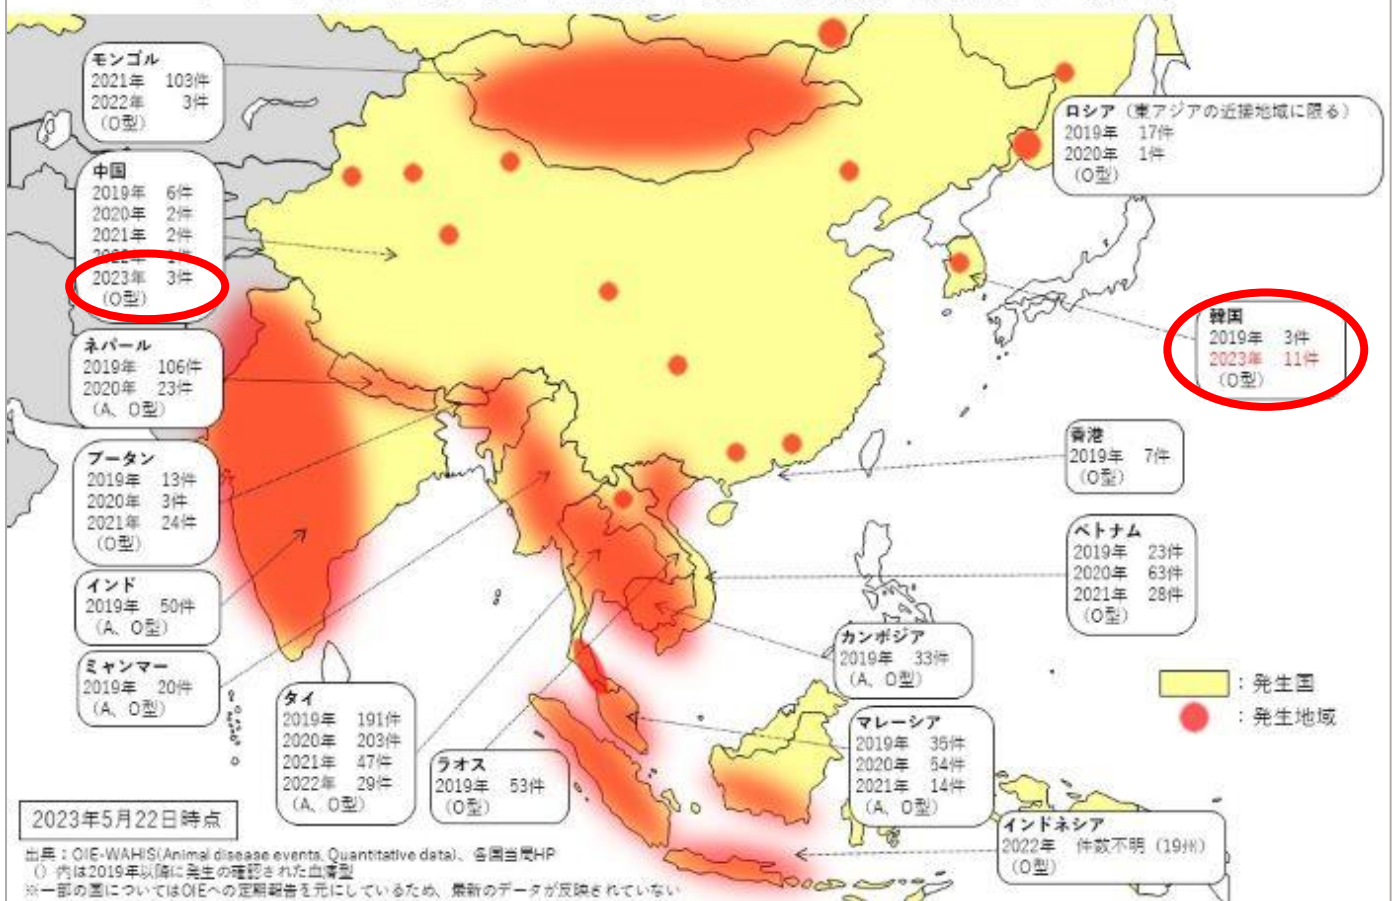 モンゴル
2021年 103件
2022年 3件
(O型)
中国
2019年 6件
2020年 2件
2021年 2件
2022年
2023年 3件
(O型)
ネパール
2019年 106件
2020年 23件
(A、O型)
ブータン
2019年 13件
2020年 3件
2021年 24件
(O型)
インド
2019年 50件
(A、O型)
ミャンマー
2019年 20件
(A、O型)
タイ
2019年 191件
2020年 203件
2021年 47件
2022年 29件
(A、O型)
ラオス
2019年 53件
(O型)
ロシア（東アジアの近接地域に限る）
2019年 17件
2020年 1件
(O型)
韓国
2019年 3件
2023年 11件
(O型)
香港
2019年 7件
(O型)
ベトナム
2019年 23件
2020年 63件
2021年 28件
(O型)
カンボジア
2019年 33件
(A、O型)
マレーシア
2019年 35件
2020年 54件
2021年 14件
(A、O型)
インドネシア
2022年 件数不明（19州）
(O型)
：発生国
：発生地域
2023年5月22日時点
出典：OIE-WAHIS(Animal disease events, Quantitative data)、各国当局HP
（）内は2019年以降に発生の確認された血清型
※一部の国についてはOIEへの定期報告を元にしているため、最新のデータが反映されていない